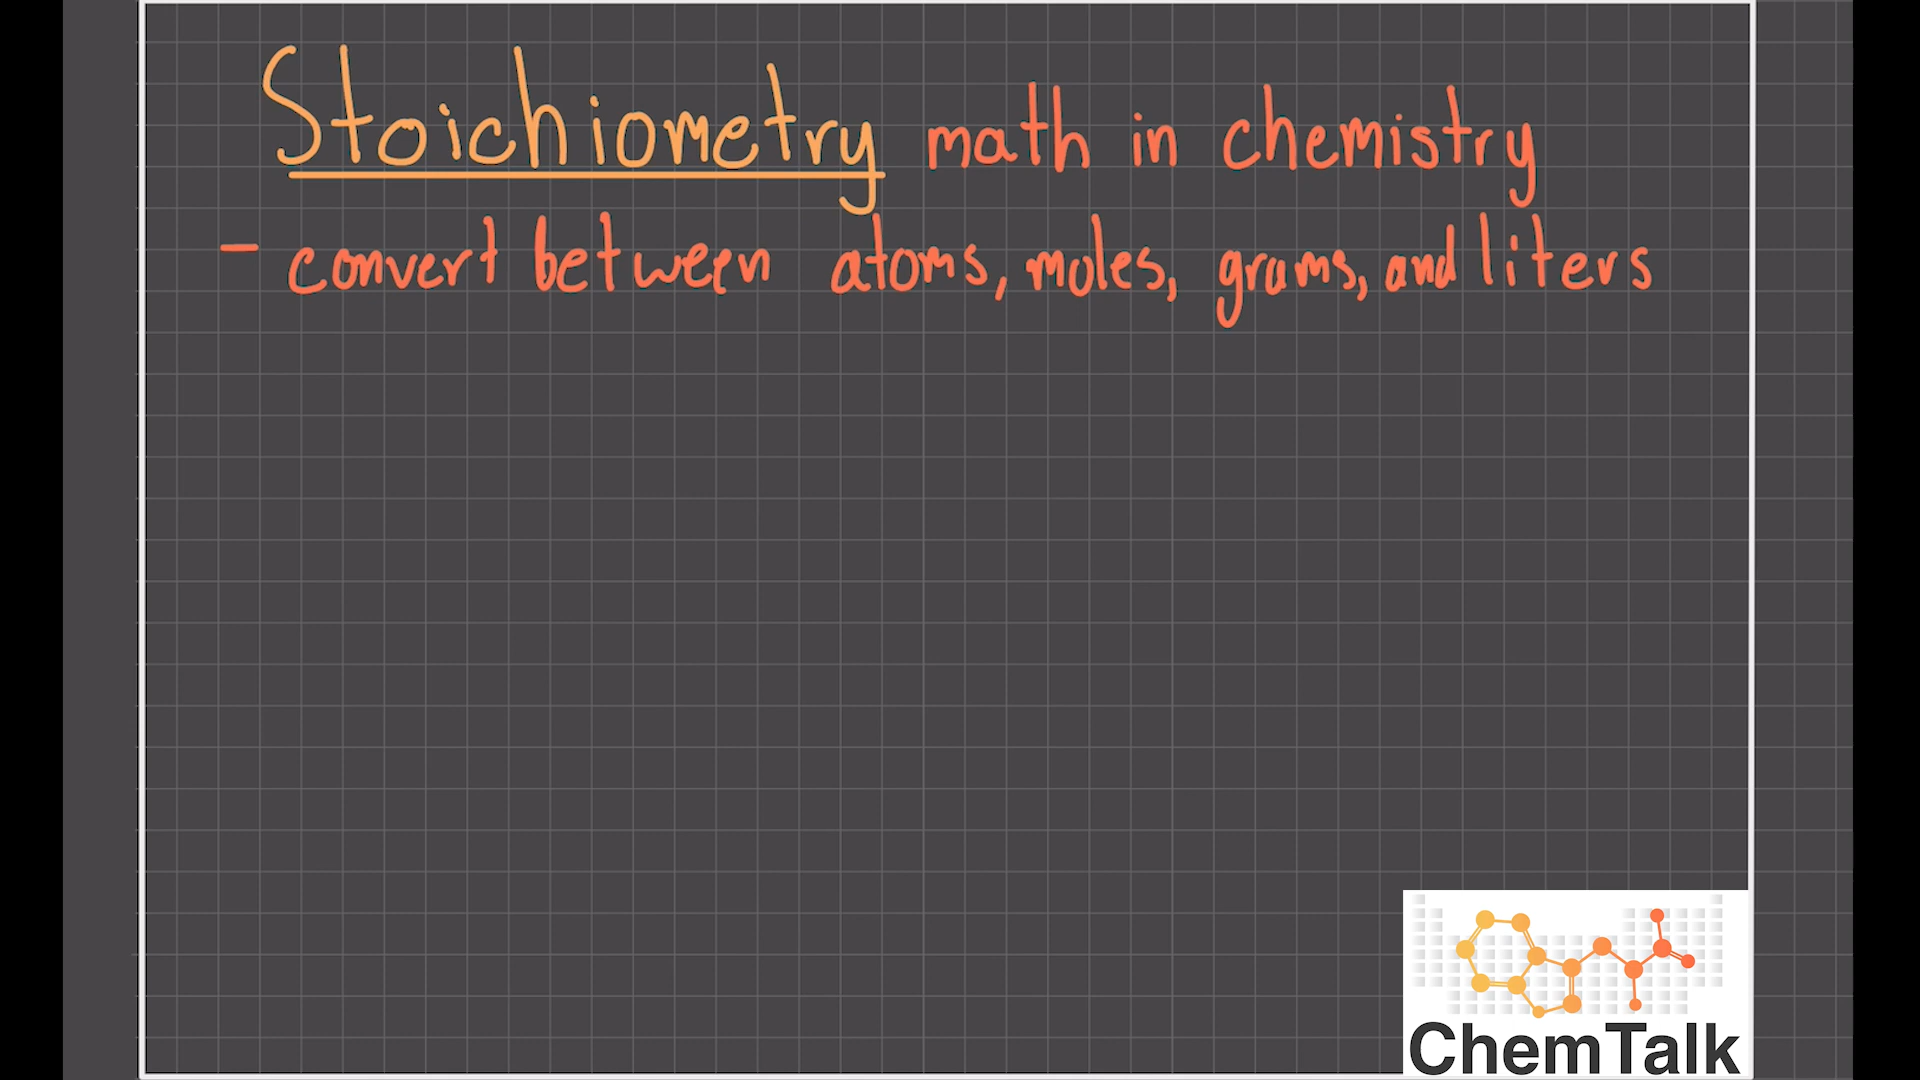 Stoichiometry math in chemistry
- convert between atoms, moles, grams, and liters
ChemTalk